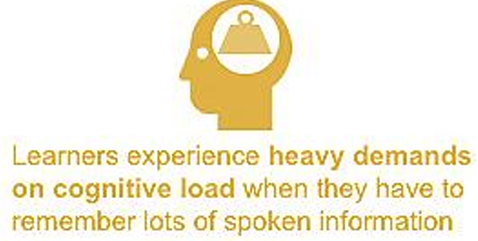 Learners experience heavy demands
on cognitive load when they have to
remember lots of spoken information